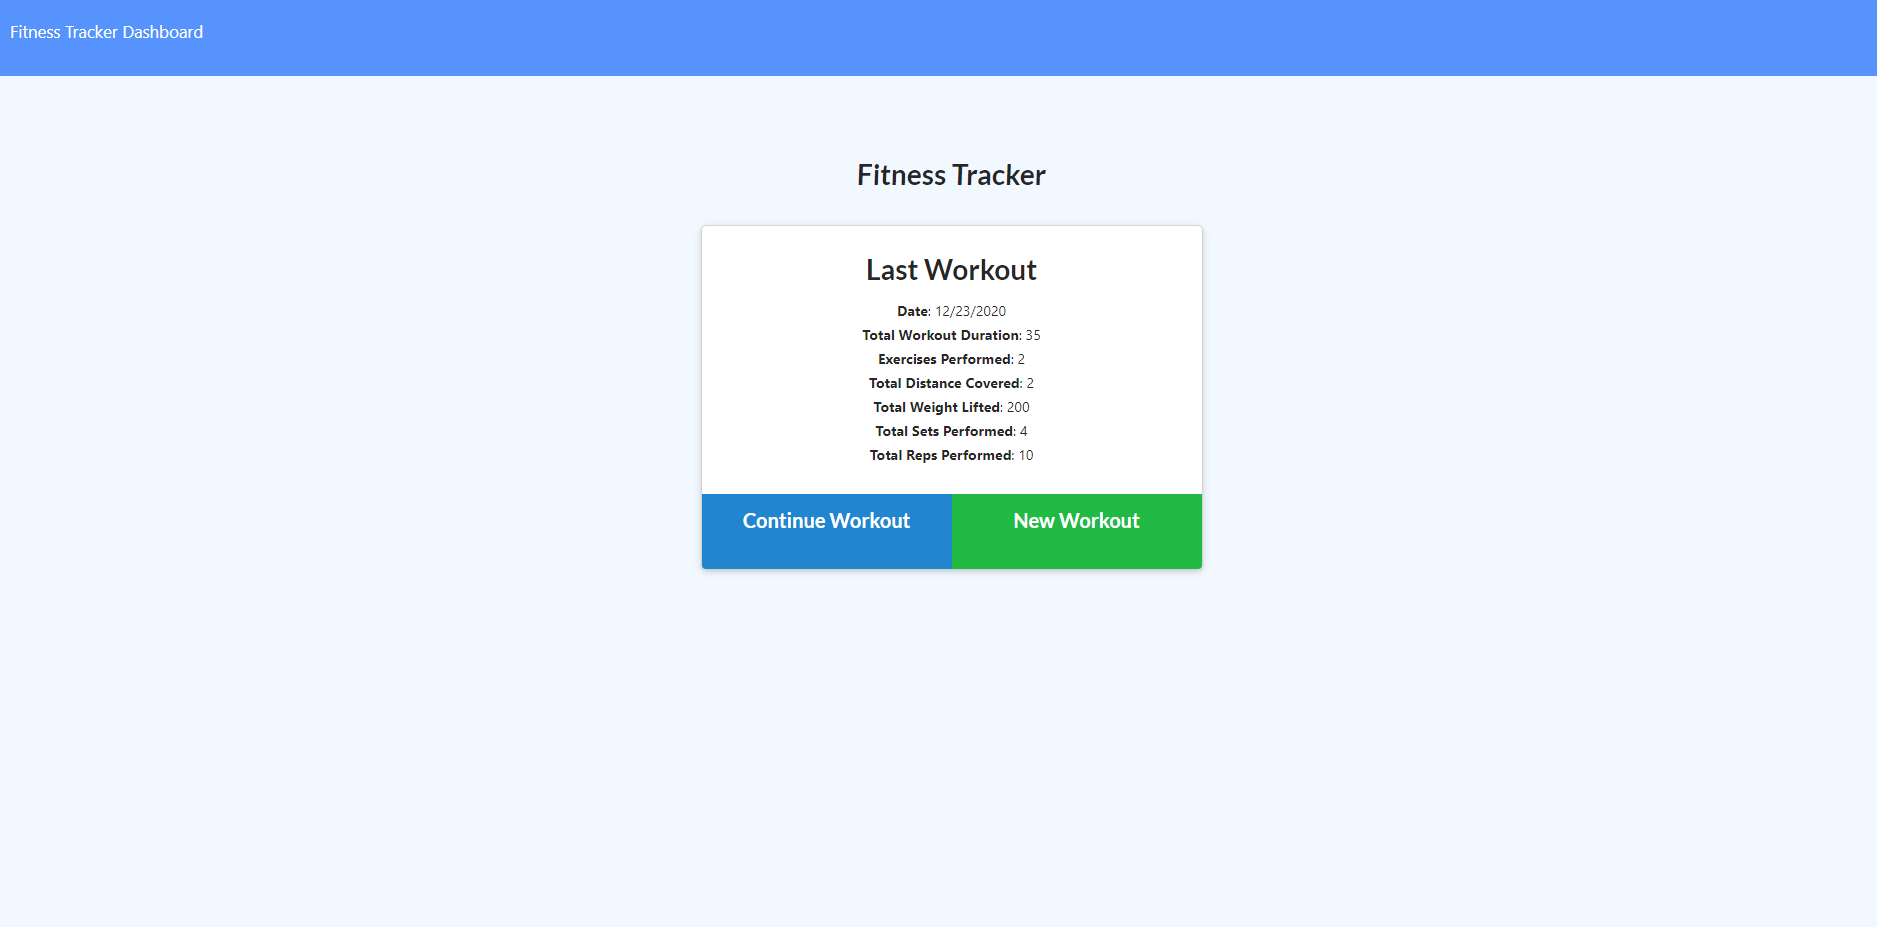 Fitness Tracker Dashboard
Fitness Tracker
Last Workout
Date: 12/23/2020
Total Workout Duration: 35
Exercises Performed: 2
Total Distance Covered: 2
Total Weight Lifted: 200
Total Sets Performed: 4
Total Reps Performed: 10
Continue Workout
New Workout